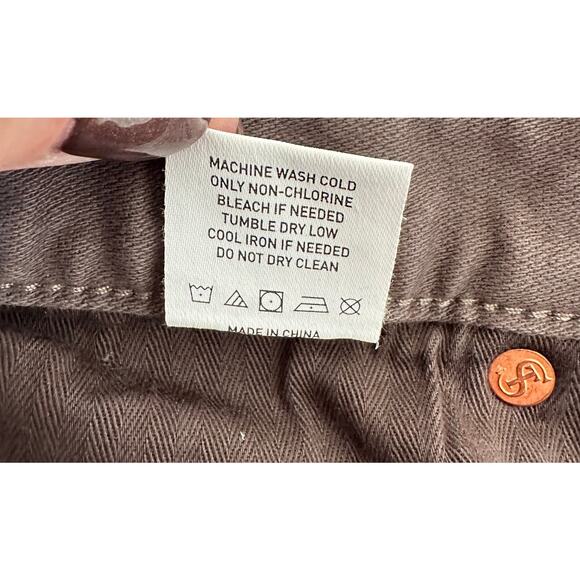 MACHINE WASH COLD
ONLY NON-CHLORINE
BLEACH IF NEEDED
TUMBLE DRY LOW
COOL IRON IF NEEDED
DO NOT DRY CLEAN
MADE IN CHINA